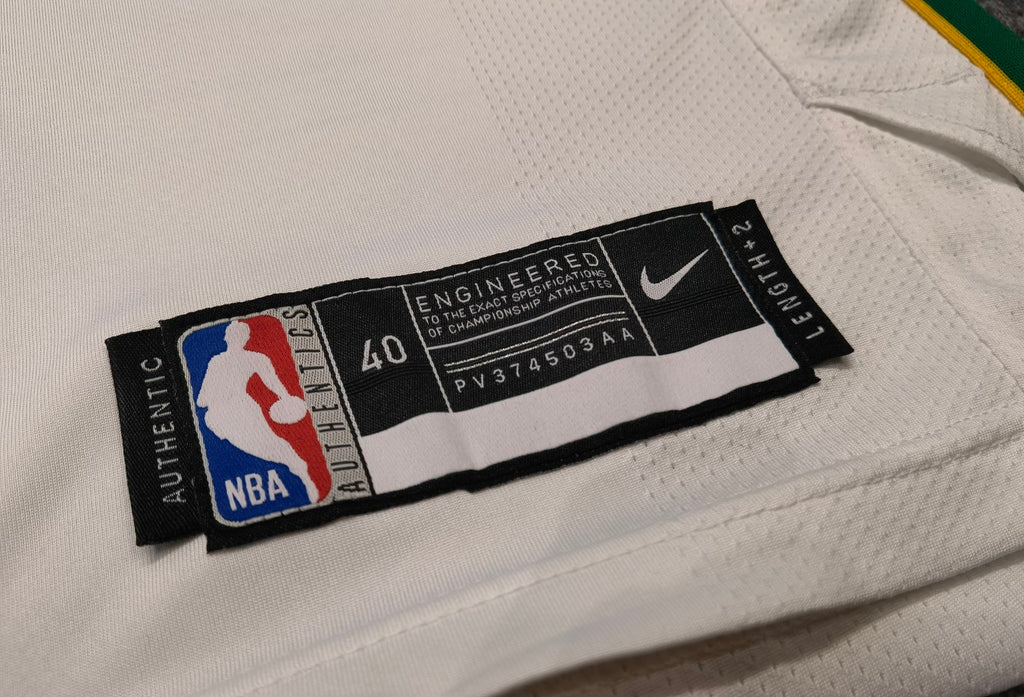 AUTHENTIC
NBA
AUTHENTICS
40
ENGINEERED
TO THE EXACT SPECIFICATIONS
OF CHAMPIONSHIP ATHLETES
PV374503AA
LENGTH+2